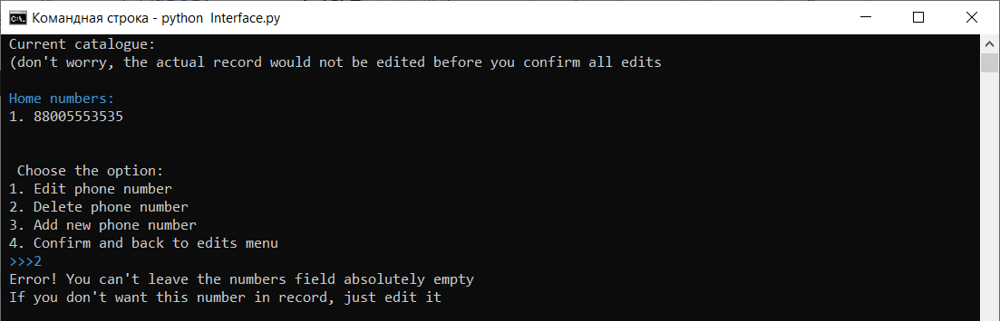 Командная строка - python Interface.py
Current catalogue:
(don't worry, the actual record would not be edited before you confirm all edits
Home numbers:
1. 88005553535
Choose the option:
1. Edit phone number
2. Delete phone number
3. Add new phone number
4. Confirm and back to edits menu
>>>2
Error! You can't leave the numbers field absolutely empty
If you don't want this number in record, just edit it